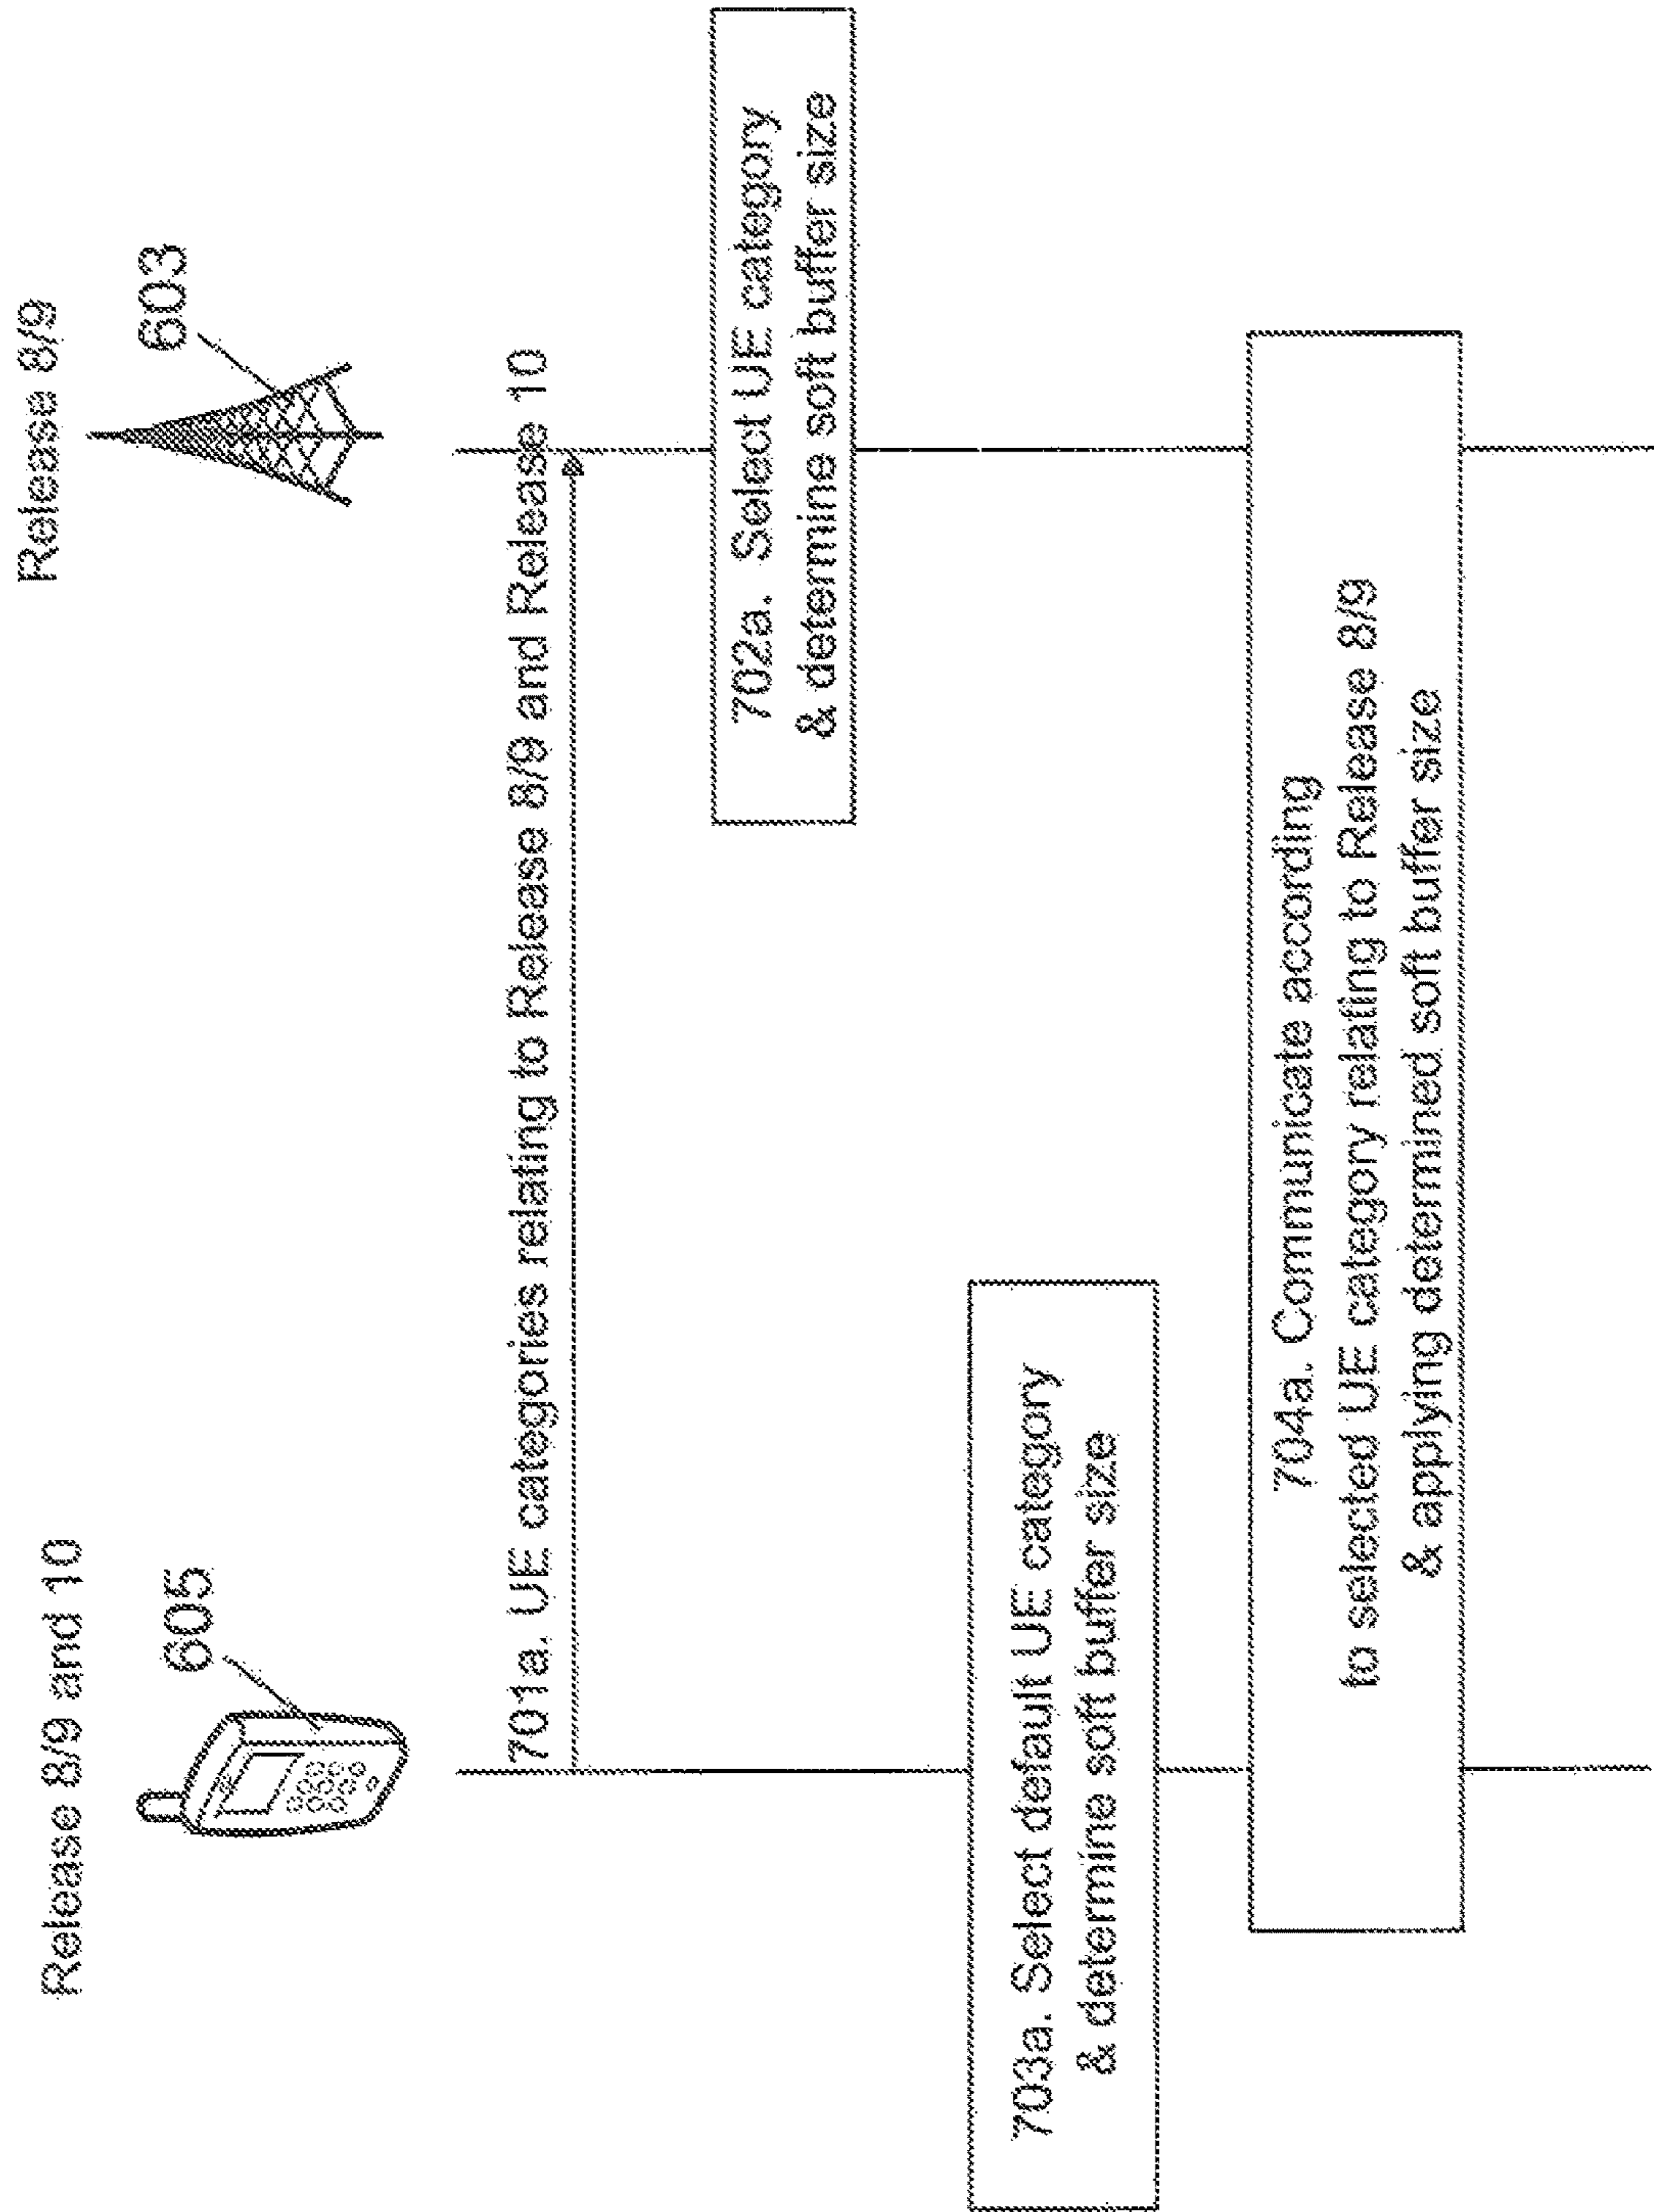 Release 8/9 and 10
Release 8/9
605
603
701a. UE categories relating to Release 8/9 and Release 10
702a. Select UE category
& determine soft buffer size
703a. Select default UE category
& determine soft buffer size
704a. Communicate according
to selected UE category relating to Release 8/9
& applying determined soft buffer size